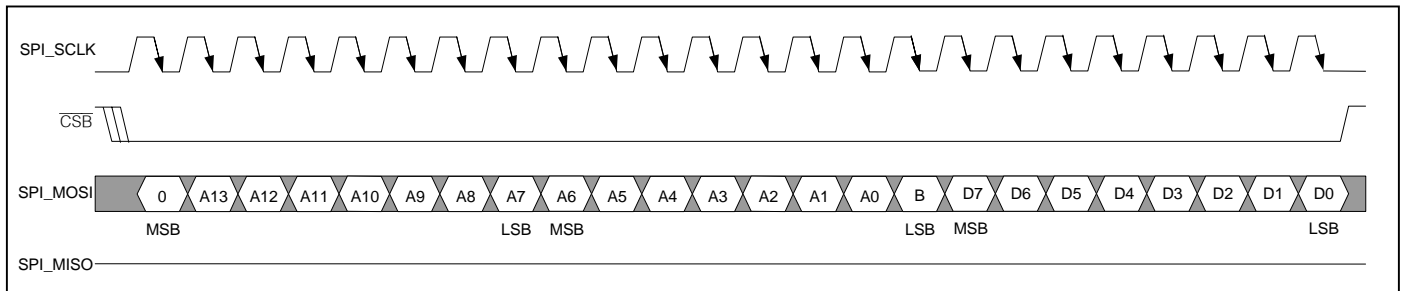 SPI_SCLK
CSB
SPI_MOSI 0 A13 A12 A11 A10 A9 A8 A7 A6 A5 A4 A3 A2 A1 A0 B D7 D6 D5 D4 D3 D2 D1 D0
MSB LSB MSB LSB MSB LSB
SPI_MISO